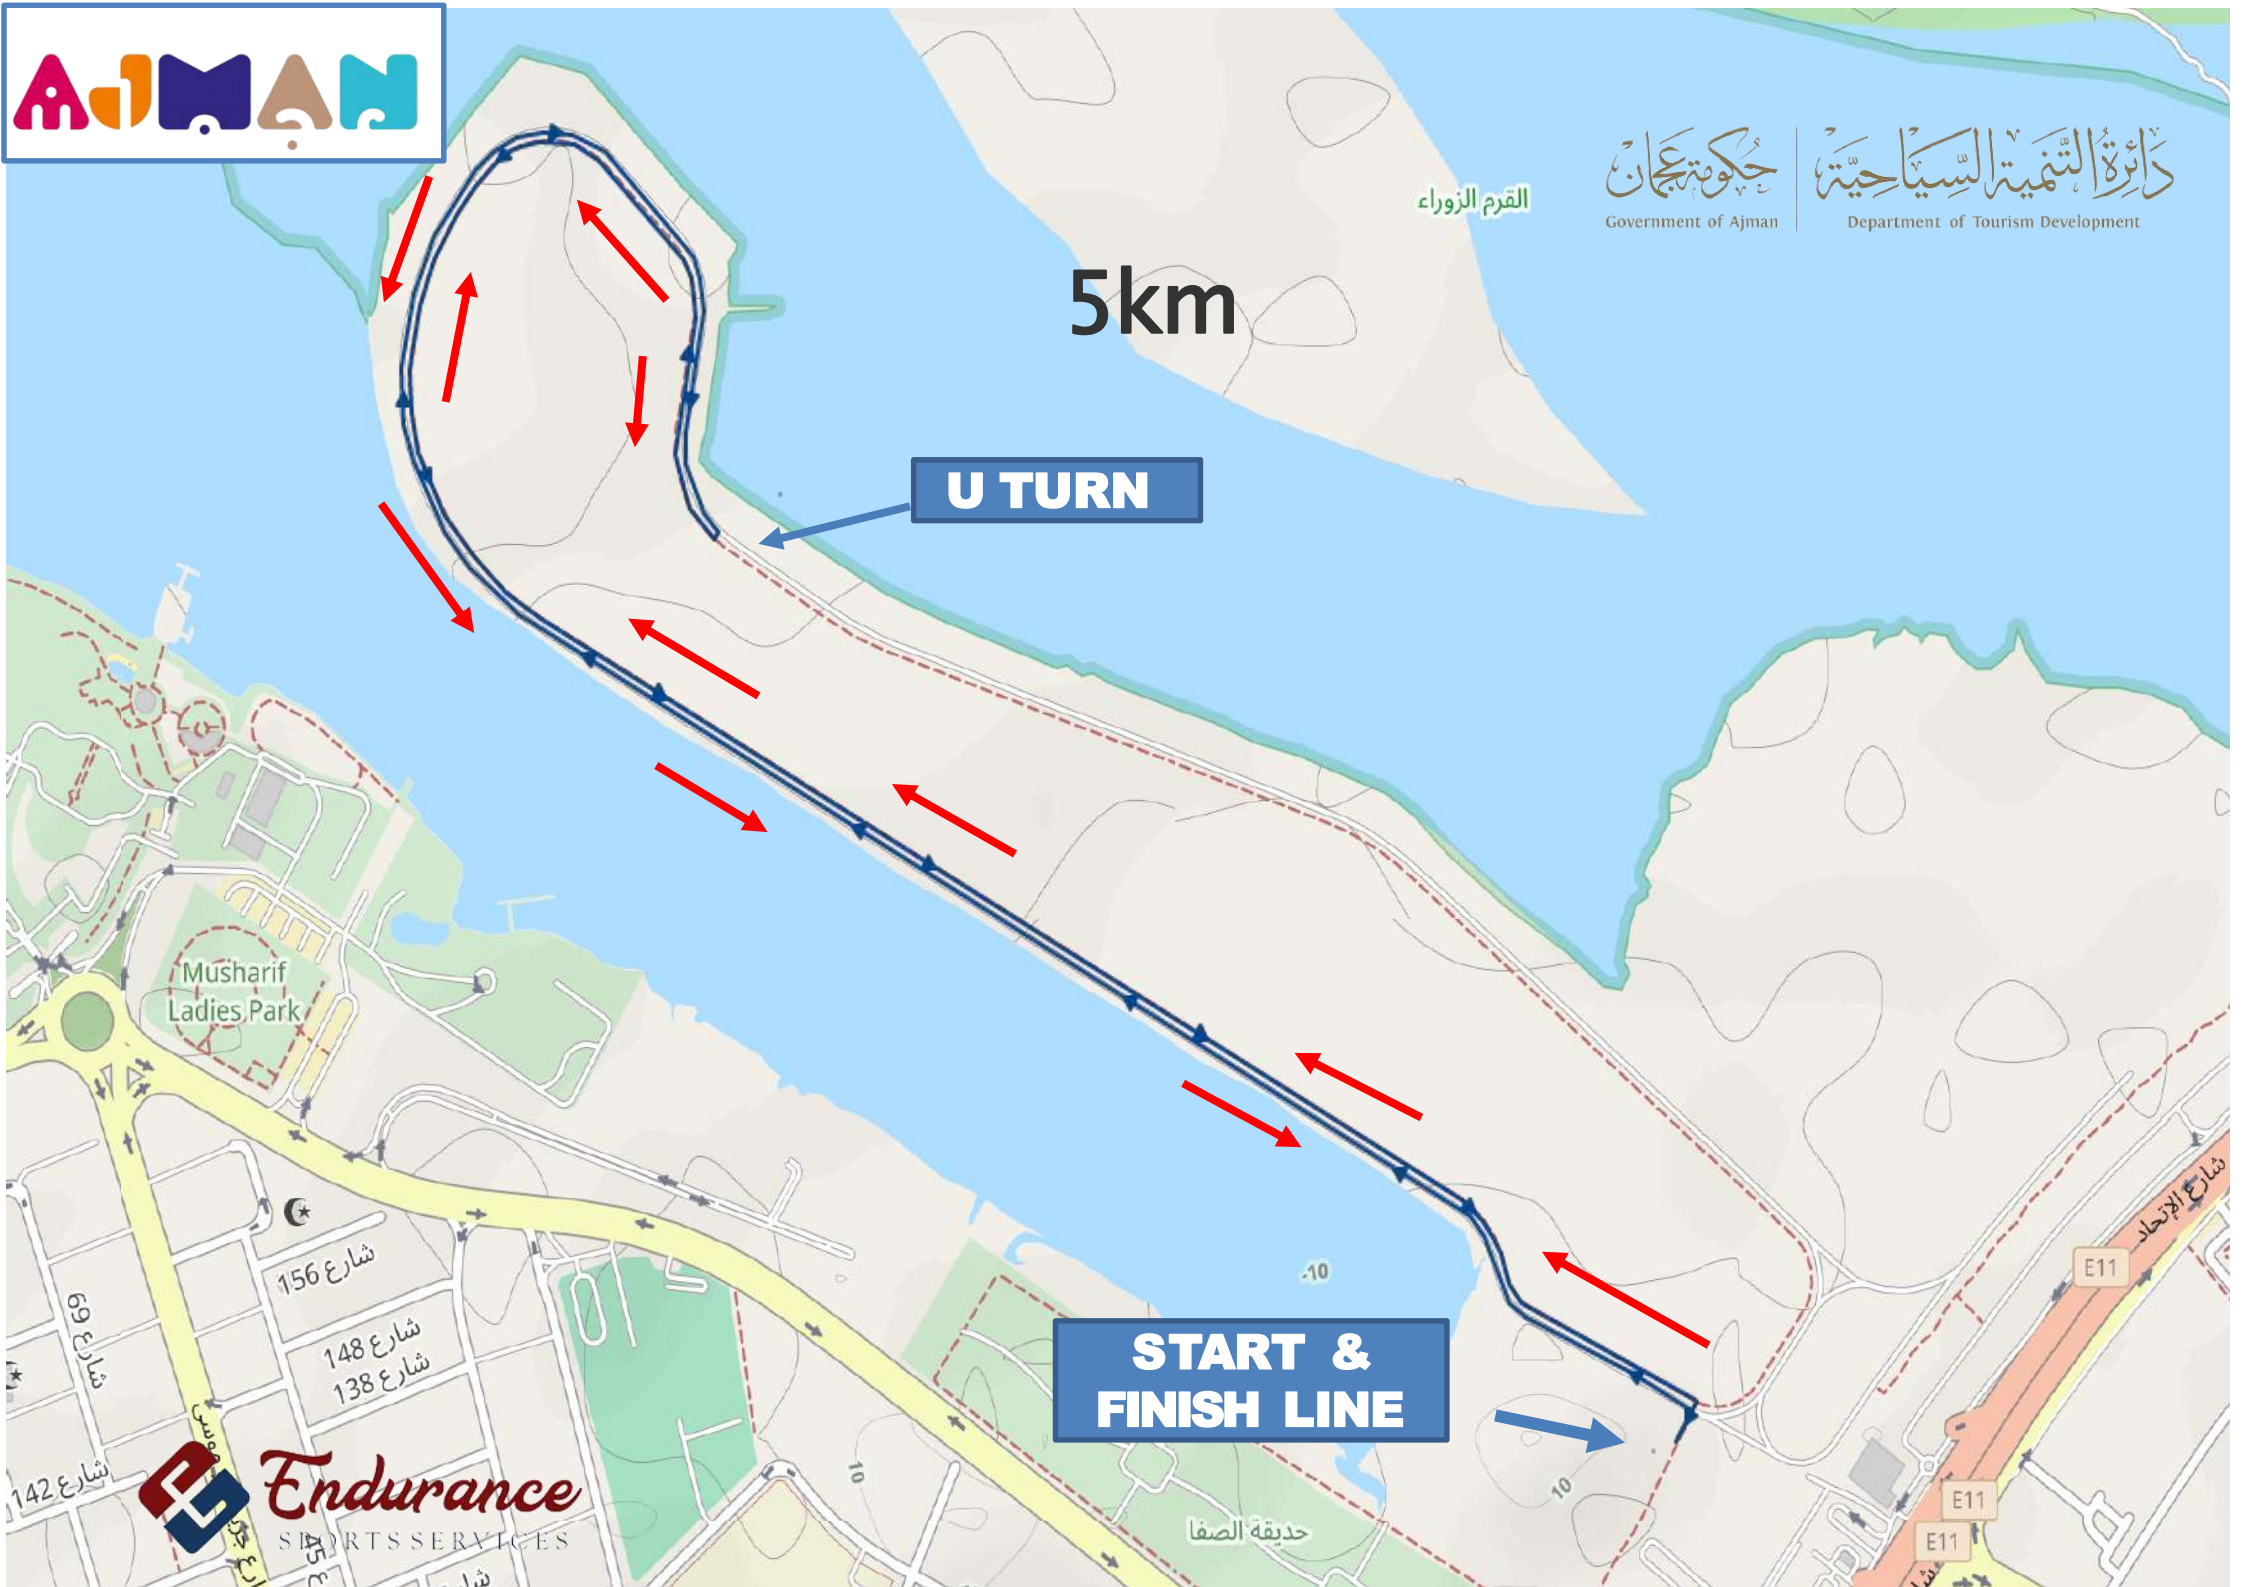 AJMAN
حكومة عجمان
Government of Ajman
دائرة التنمية السياحية
Department of Tourism Development
القرم الزوراء
5km
U TURN
Musharif
Ladies Park
شارع 156
شارع 148
شارع 138
شارع 69
شارع 142
-10
START &
FINISH LINE
شارع الإتحاد
E11
E11
E11
10
10
حديقة الصفا
Endurance
SPORTS SERVICES